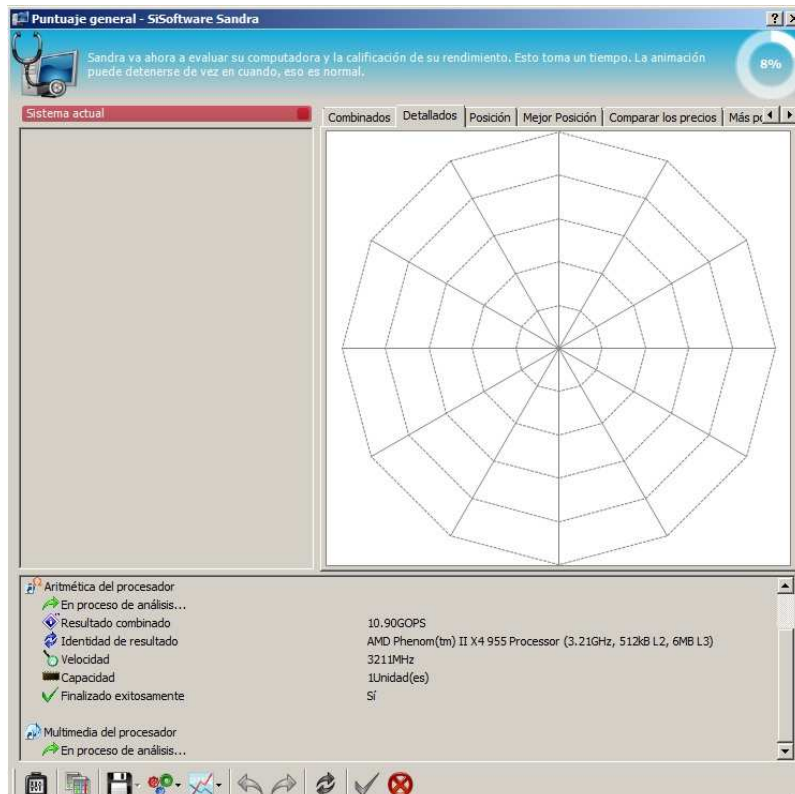 Puntuaje general - SiSoftware Sandra
Sandra va ahora a evaluar su computadora y la calificación de su rendimiento. Esto toma un tiempo. La animación
puede detenerse de vez en cuando, eso es normal.
8%
Sistema actual
Combinados Detallados Posición Mejor Posición Comparar los precios Más po
Aritmética del procesador
En proceso de análisis...
Resultado combinado 10.90GOPS
Identidad de resultado AMD Phenom(tm) II X4 955 Processor (3.21GHz, 512kB L2, 6MB L3)
Velocidad 3211MHz
Capacidad 1Unidad(es)
Finalizado exitosamente Sí
Multimedia del procesador
En proceso de análisis...